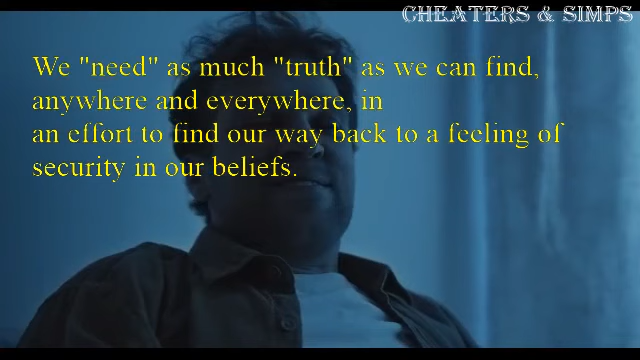 CHEATERS & SIMPS
We "need" as much "truth" as we can find,
anywhere and everywhere, in
an effort to find our way back to a feeling of
security in our beliefs.